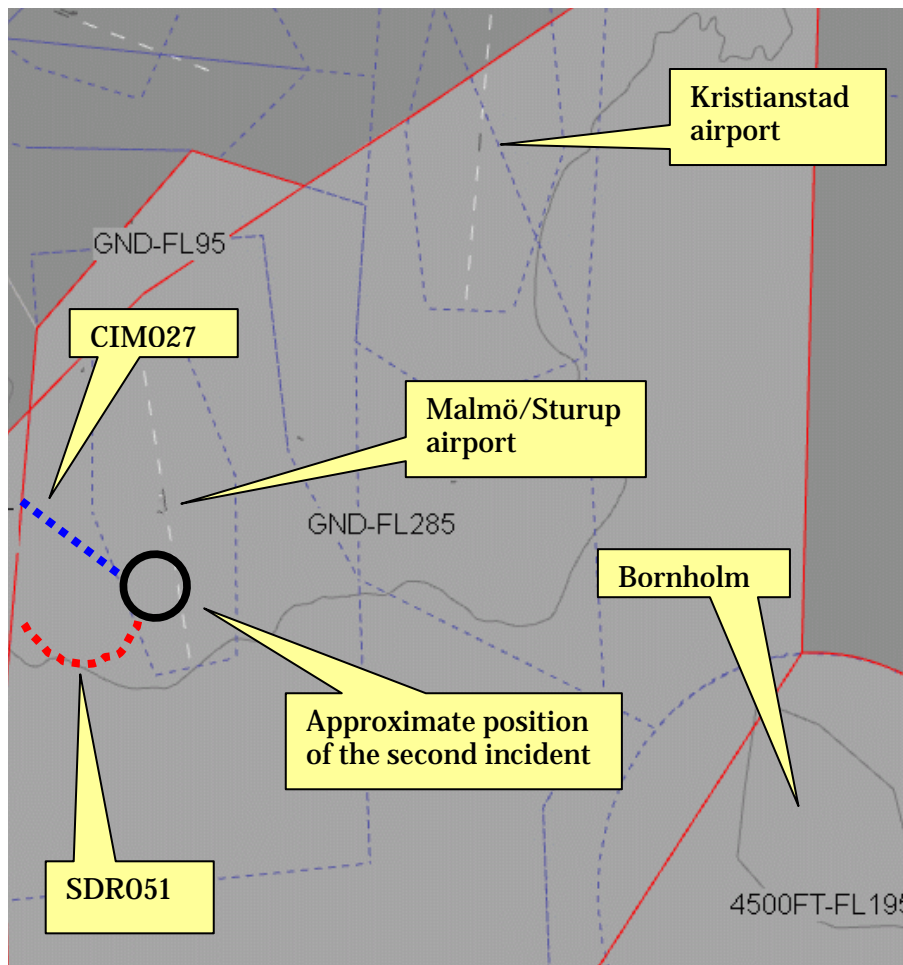 Kristianstad
airport
GND-FL95
CIM027
Malmö/Sturup
airport
GND-FL285
Bornholm
Approximate position
of the second incident
SDR051
4500FT-FL195